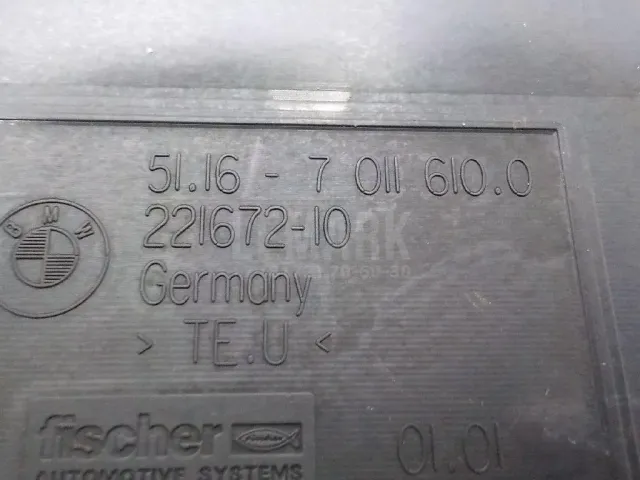 51.16 - 7 011 610.0
BMW
221672-10
Germany
> TE.U <
fischer
AUTOMOTIVE SYSTEMS
01.01